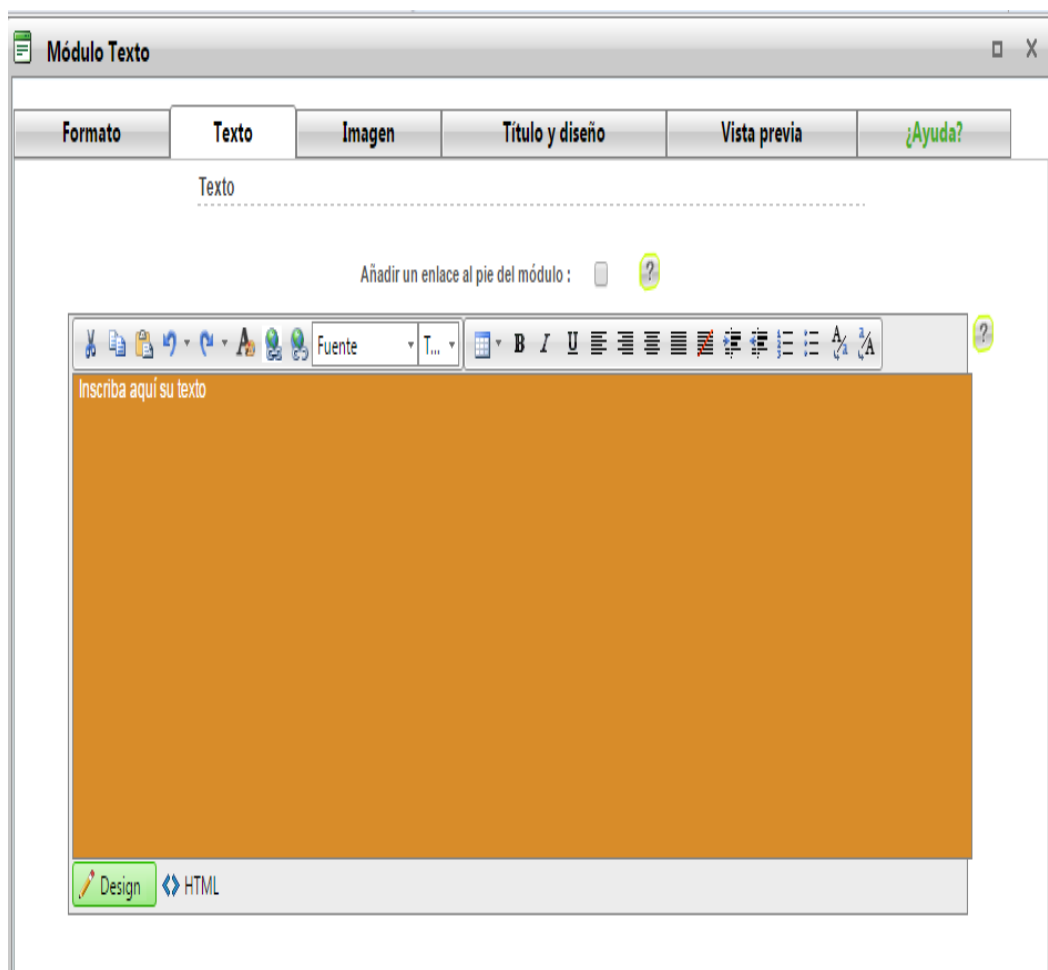 Módulo Texto
Formato Texto Imagen Título y diseño Vista previa ¿Ayuda?
Texto
Añadir un enlace al pie del módulo :
Fuente T...
Inscriba aquí su texto
Design HTML